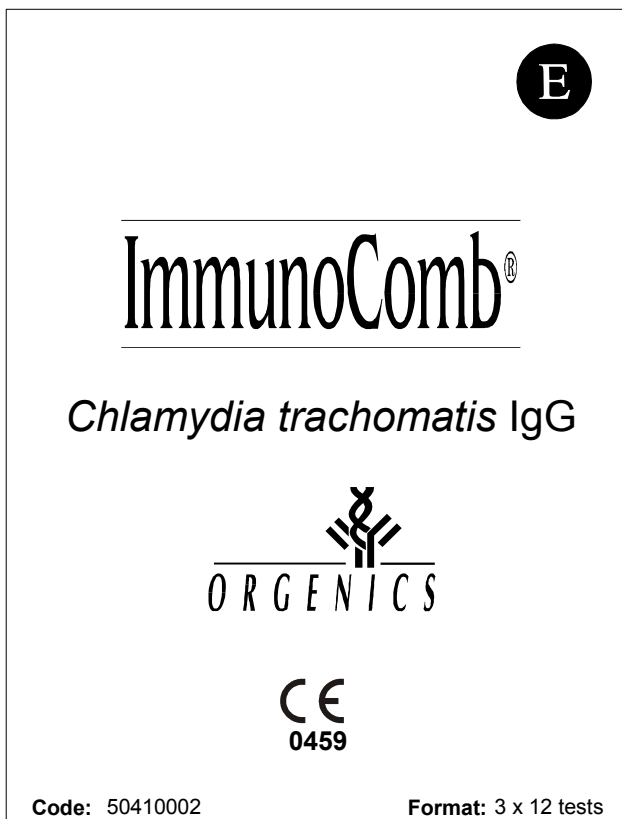 E
ImmunoComb®
Chlamydia trachomatis IgG
ORGENICS
CE
0459
Code: 50410002 Format: 3 x 12 tests